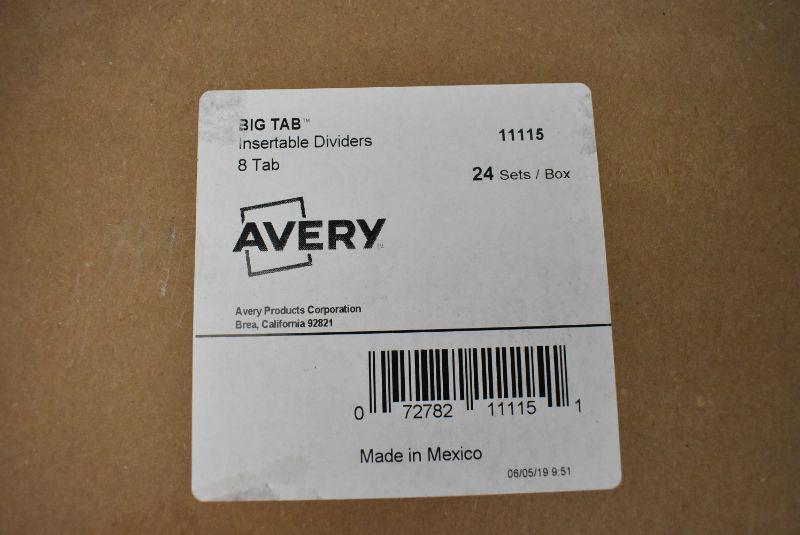 BIG TAB™
Insertable Dividers
8 Tab
11115
24 Sets / Box
AVERY™
Avery Products Corporation
Brea, California 92821
0 72782 11115 1
Made in Mexico
06/05/19 9:51